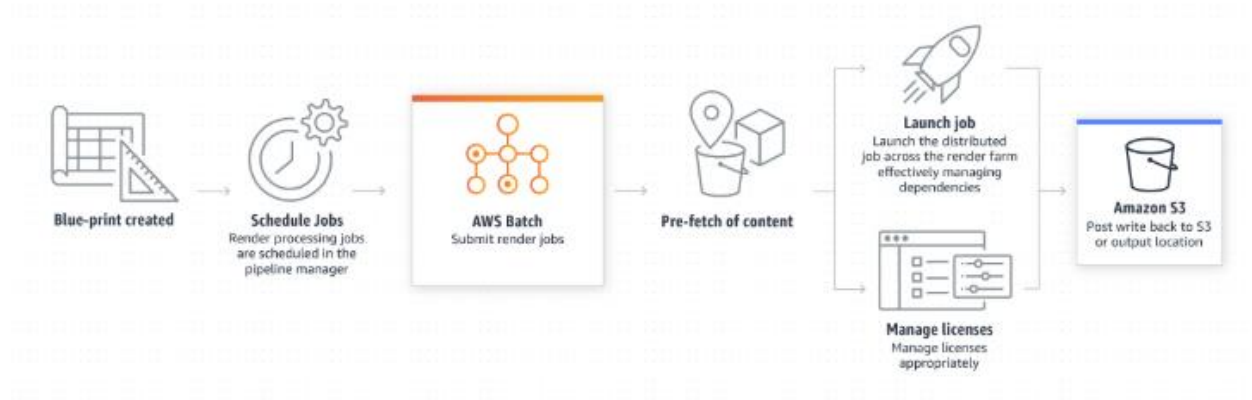 Blue-print created
Schedule Jobs
Render processing jobs
are scheduled in the
pipeline manager
AWS Batch
Submit render jobs
Pre-fetch of content
Launch job
Launch the distributed
job across the render farm
effectively managing
dependencies
Manage licenses
Manage licenses
appropriately
Amazon S3
Post write back to S3
or output location